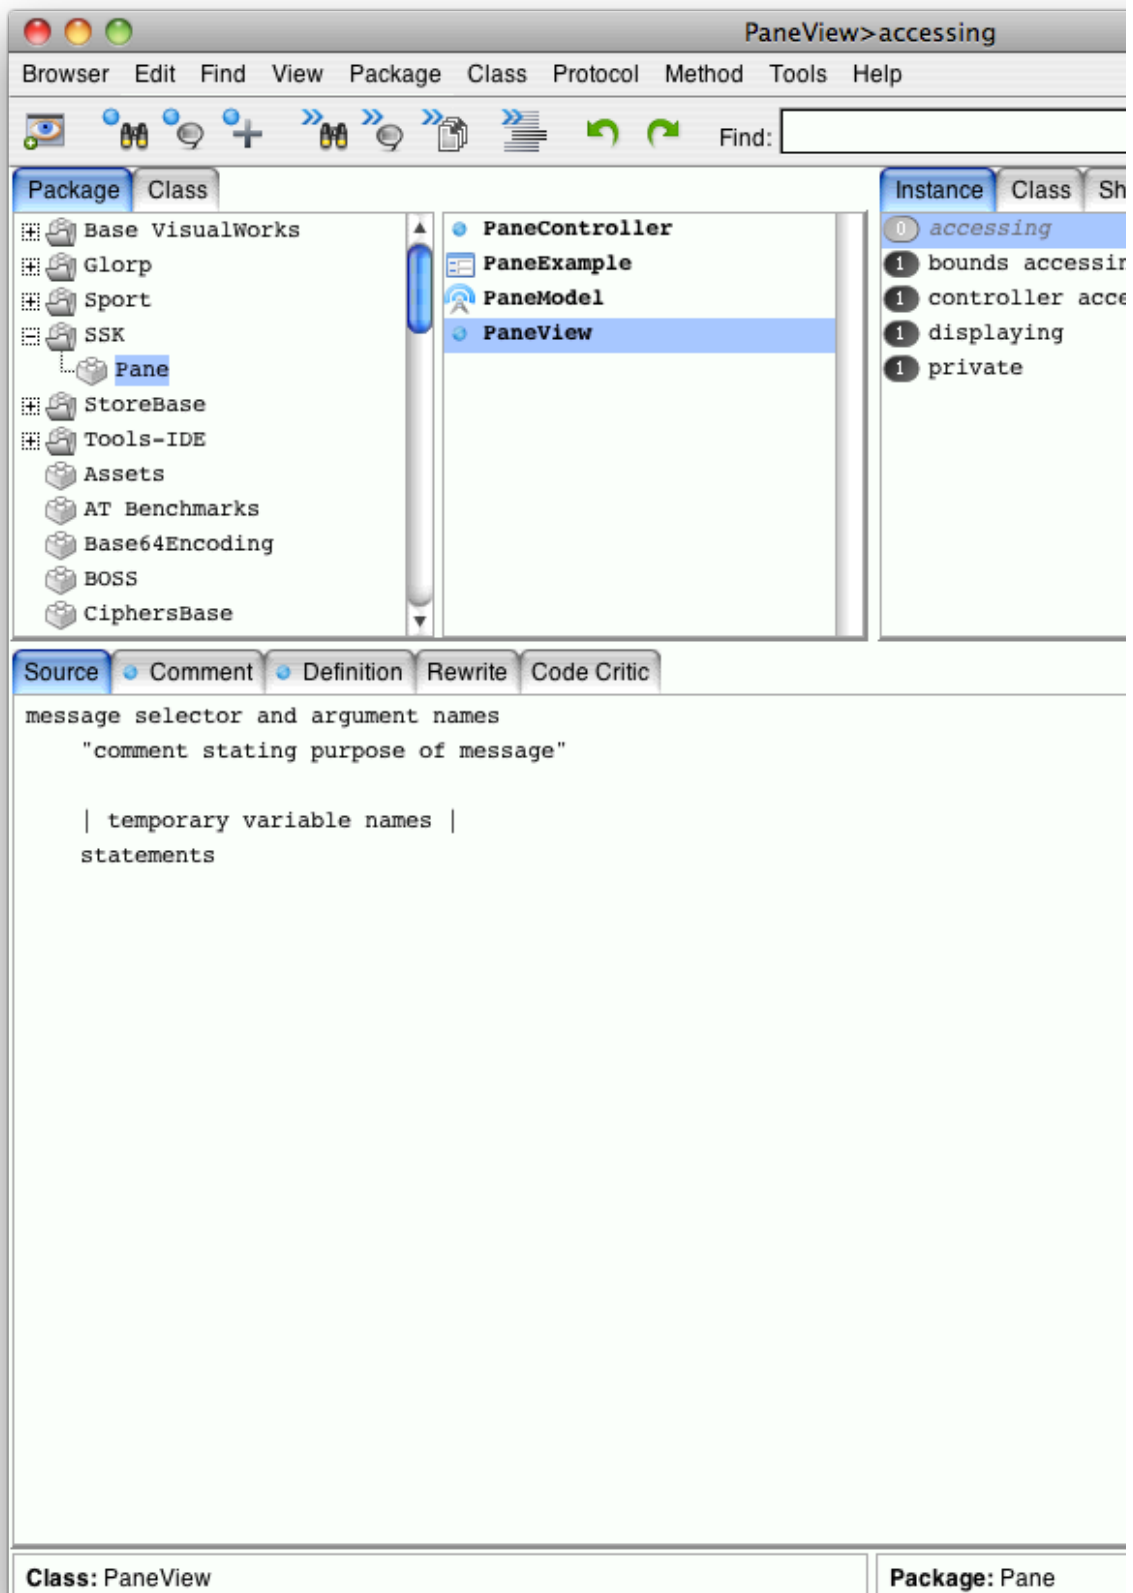 PaneView>accessing
Browser Edit Find View Package Class Protocol Method Tools Help
Find:
Package Class
Base VisualWorks
Glorp
Sport
SSK
Pane
StoreBase
Tools-IDE
Assets
AT Benchmarks
Base64Encoding
BOSS
CiphersBase
PaneController
PaneExample
PaneModel
PaneView
Instance Class Sh
0 accessing
1 bounds accessin
1 controller acce
1 displaying
1 private
Source Comment Definition Rewrite Code Critic
message selector and argument names
"comment stating purpose of message"
| temporary variable names |
statements
Class: PaneView
Package: Pane